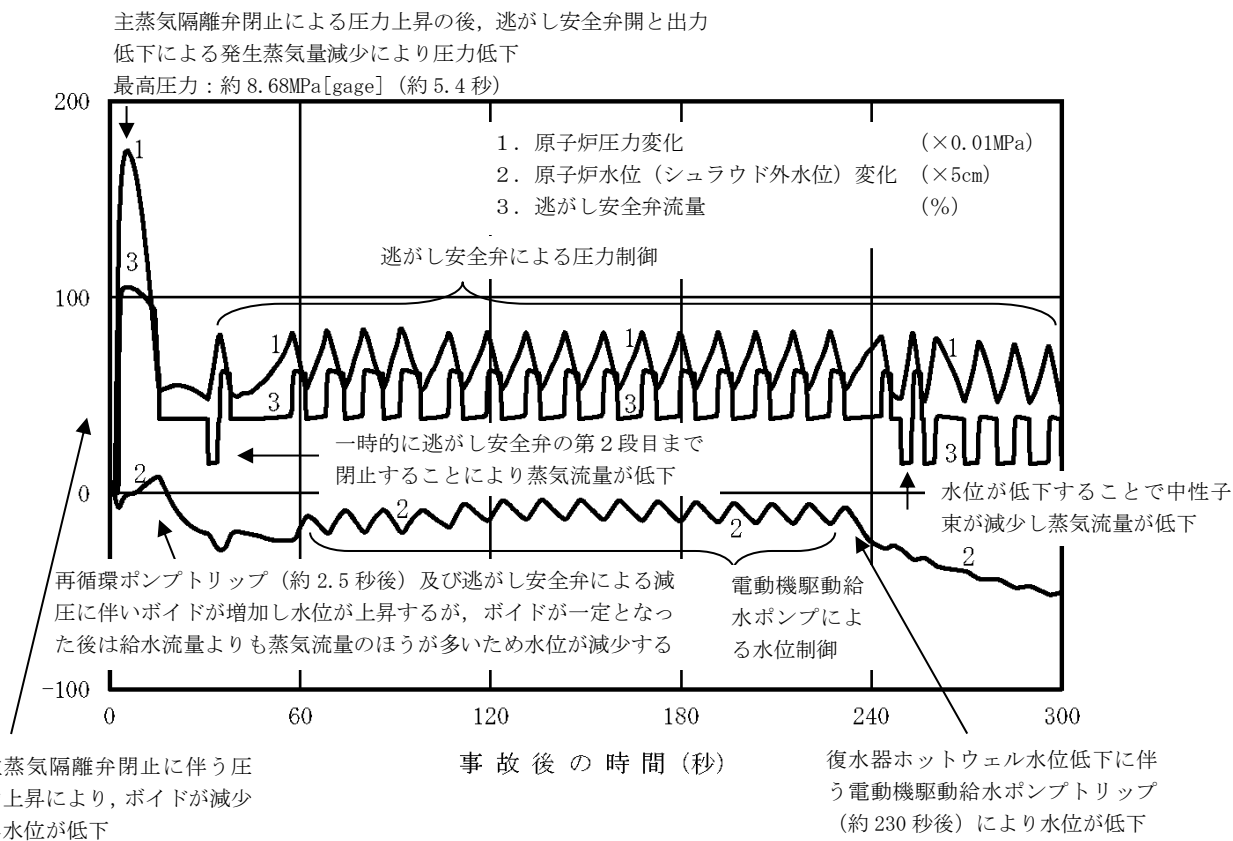 主蒸気隔離弁閉止による圧力上昇の後，逃がし安全弁開と出力
低下による発生蒸気量減少により圧力低下
最高圧力：約 8.68MPa[gage]（約 5.4 秒）
200
1
1．原子炉圧力変化 （×0.01MPa）
2．原子炉水位（シュラウド外水位）変化 （×5cm）
3．逃がし安全弁流量 （％）
3
逃がし安全弁による圧力制御
100
1
1
1
3
3
3
一時的に逃がし安全弁の第２段目まで
閉止することにより蒸気流量が低下
2
0
水位が低下することで中性子
束が減少し蒸気流量が低下
2
2
2
再循環ポンプトリップ（約 2.5 秒後）及び逃がし安全弁による減
圧に伴いボイドが増加し水位が上昇するが，ボイドが一定となっ
た後は給水流量よりも蒸気流量のほうが多いため水位が減少する
電動機駆動給
水ポンプによ
る水位制御
-100
0
60
120
180
240
300
事故後の時間（秒）
蒸気隔離弁閉止に伴う圧
上昇により，ボイドが減少
水位が低下
復水器ホットウェル水位低下に伴
う電動機駆動給水ポンプトリップ
（約 230 秒後）により水位が低下